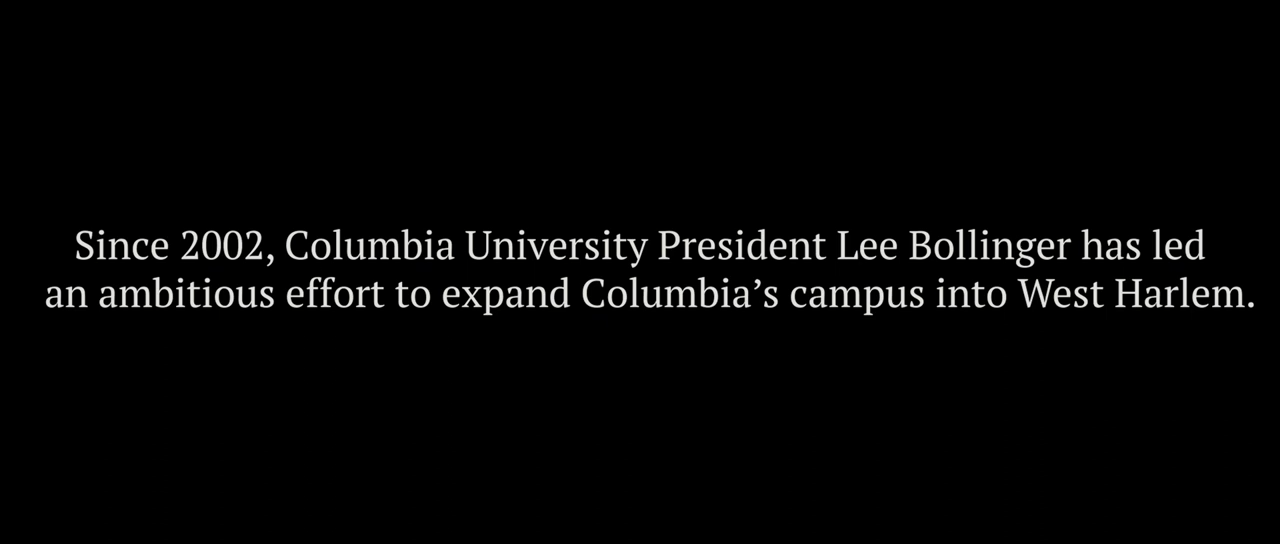 Since 2002, Columbia University President Lee Bollinger has led
an ambitious effort to expand Columbia’s campus into West Harlem.